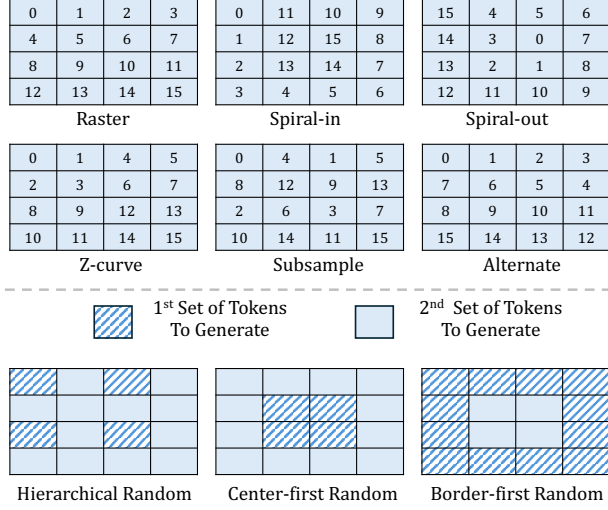 0 1 2 3
4 5 6 7
8 9 10 11
12 13 14 15
Raster
0 11 10 9
1 12 15 8
2 13 14 7
3 4 5 6
Spiral-in
15 4 5 6
14 3 0 7
13 2 1 8
12 11 10 9
Spiral-out
0 1 4 5
2 3 6 7
8 9 12 13
10 11 14 15
Z-curve
0 4 1 5
8 12 9 13
2 6 3 7
10 14 11 15
Subsample
0 1 2 3
7 6 5 4
8 9 10 11
15 14 13 12
Alternate
1st Set of Tokens
To Generate
2nd Set of Tokens
To Generate
Hierarchical Random
Center-first Random
Border-first Random